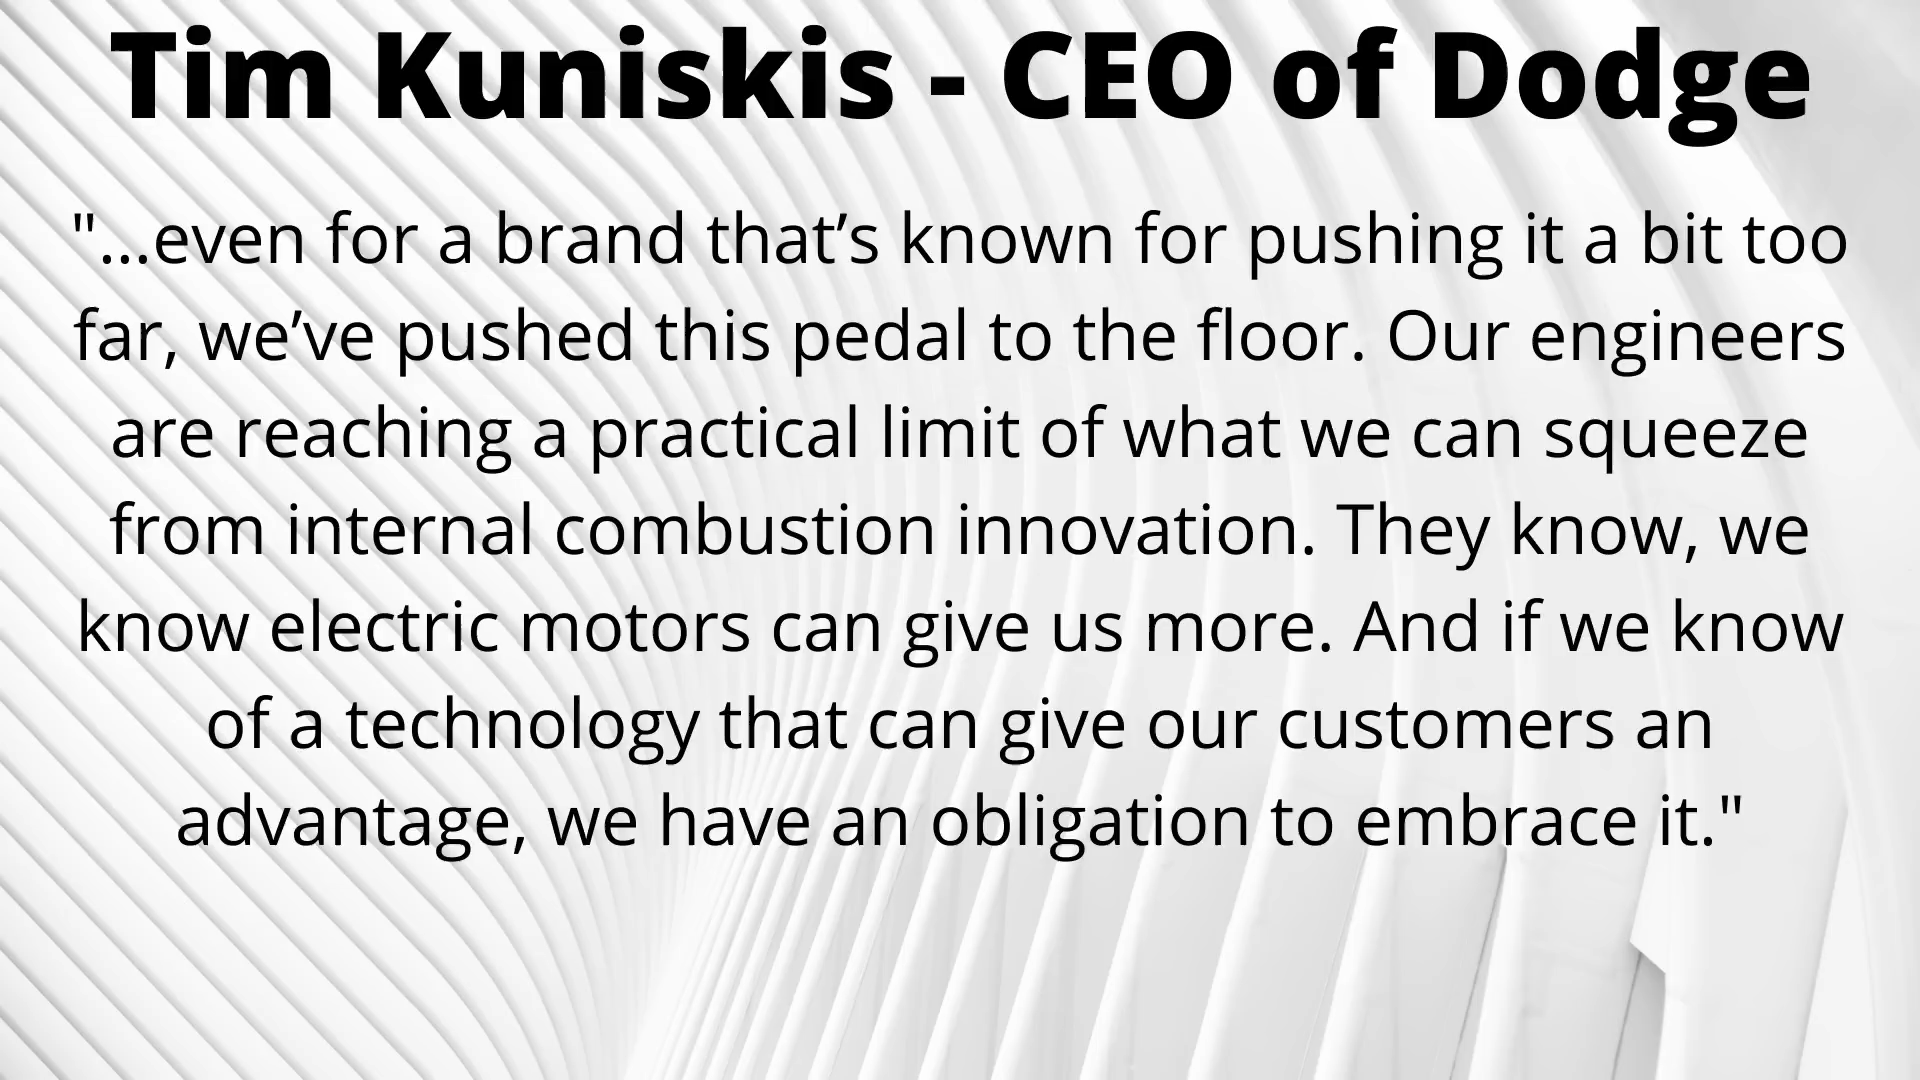 Tim Kuniskis - CEO of Dodge
"...even for a brand that’s known for pushing it a bit too
far, we’ve pushed this pedal to the floor. Our engineers
are reaching a practical limit of what we can squeeze
from internal combustion innovation. They know, we
know electric motors can give us more. And if we know
of a technology that can give our customers an
advantage, we have an obligation to embrace it."